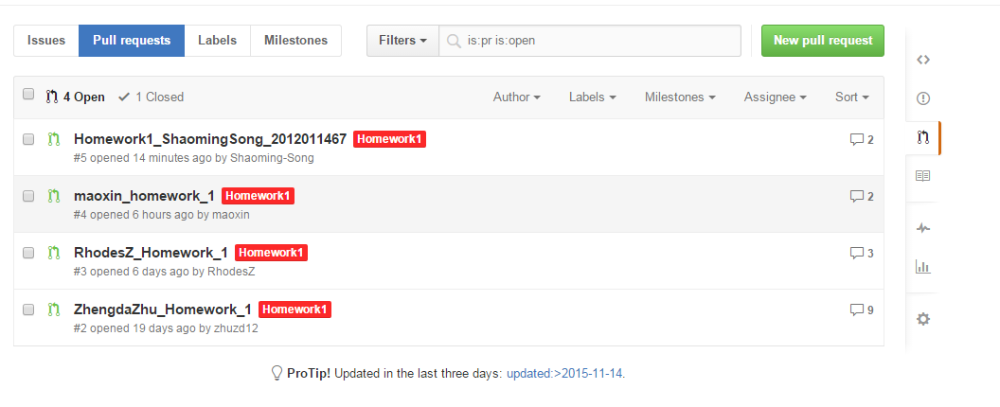 Issues Pull requests Labels Milestones Filters is:pr is:open New pull request
4 Open 1 Closed Author Labels Milestones Assignee Sort
Homework1_ShaomingSong_2012011467 Homework1 2
#5 opened 14 minutes ago by Shaoming-Song
maoxin_homework_1 Homework1 2
#4 opened 6 hours ago by maoxin
RhodesZ_Homework_1 Homework1 3
#3 opened 6 days ago by RhodesZ
ZhengdaZhu_Homework_1 Homework1 9
#2 opened 19 days ago by zhuzd12
ProTip! Updated in the last three days: updated:>2015-11-14.